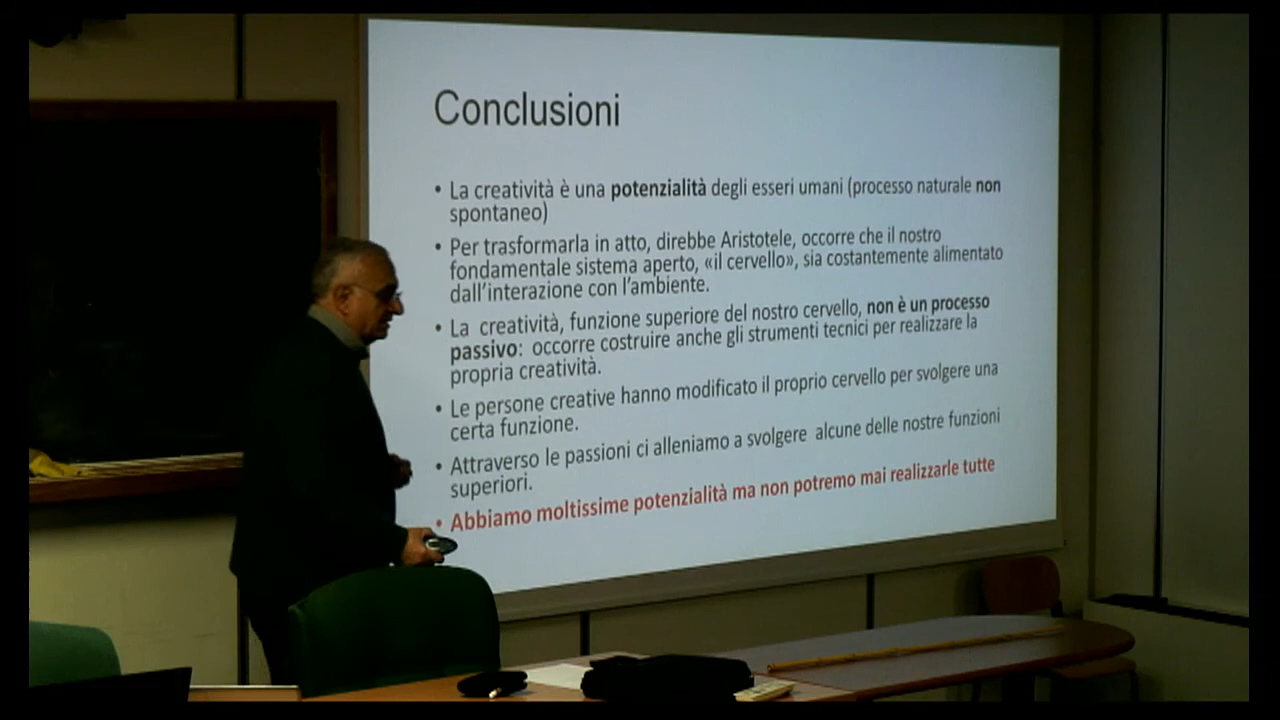 Conclusioni
• La creatività è una potenzialità degli esseri umani (processo naturale non
spontaneo)
• Per trasformarla in atto, direbbe Aristotele, occorre che il nostro
fondamentale sistema aperto, «il cervello», sia costantemente alimentato
dall'interazione con l'ambiente.
• La creatività, funzione superiore del nostro cervello, non è un processo
passivo: occorre costruire anche gli strumenti tecnici per realizzare la
propria creatività.
• Le persone creative hanno modificato il proprio cervello per svolgere una
certa funzione.
• Attraverso le passioni ci alleniamo a svolgere alcune delle nostre funzioni
superiori.
• Abbiamo moltissime potenzialità ma non potremo mai realizzarle tutte